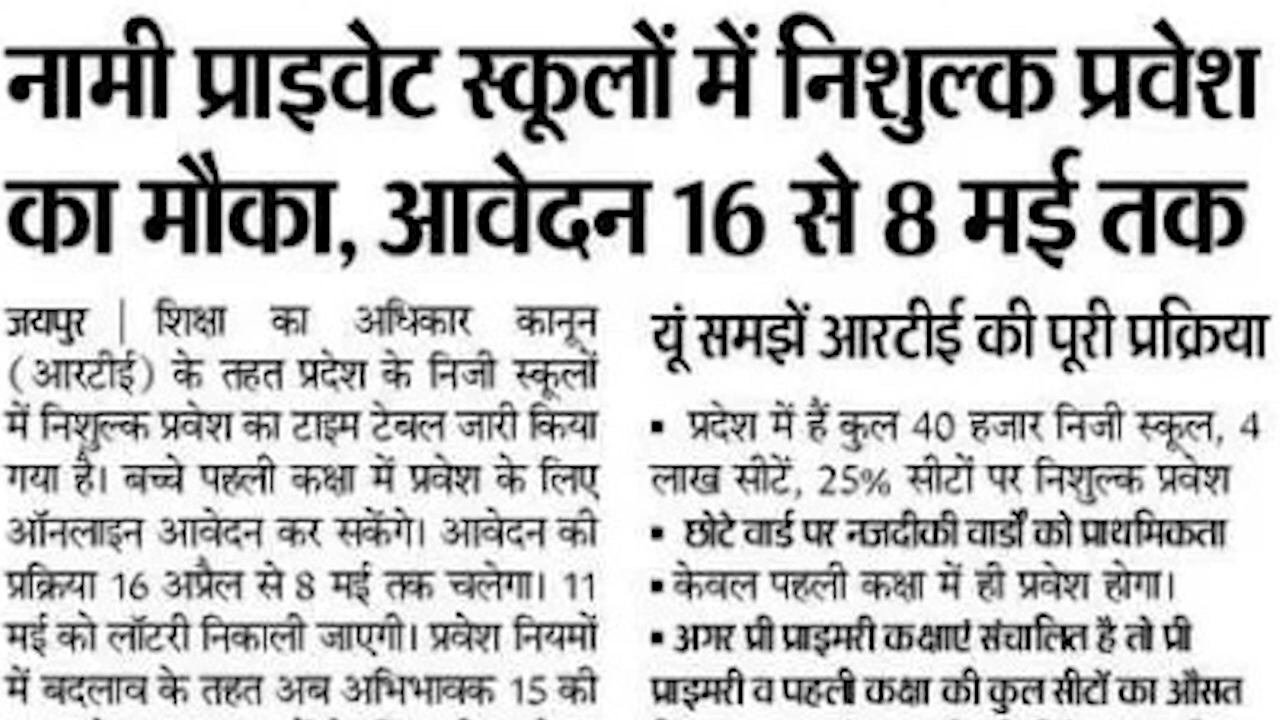 नामी प्राइवेट स्कूलों में निशुल्क प्रवेश
का मौका, आवेदन 16 से 8 मई तक
जयपुर | शिक्षा का अधिकार कानून
(आरटीई) के तहत प्रदेश के निजी स्कूलों
में निशुल्क प्रवेश का टाइम टेबल जारी किया
गया है। बच्चे पहली कक्षा में प्रवेश के लिए
ऑनलाइन आवेदन कर सकेंगे। आवेदन की
प्रक्रिया 16 अप्रैल से 8 मई तक चलेगा। 11
मई को लॉटरी निकाली जाएगी। प्रवेश नियमों
में बदलाव के तहत अब अभिभावक 15 की
यूं समझें आरटीई की पूरी प्रक्रिया
▪ प्रदेश में हैं कुल 40 हजार निजी स्कूल, 4
लाख सीटें, 25% सीटों पर निशुल्क प्रवेश
▪ छोटे वार्ड पर नजदीकी वार्डों को प्राथमिकता
▪ केवल पहली कक्षा में ही प्रवेश होगा।
▪ अगर प्री प्राइमरी कक्षाएं संचालित है तो प्री
प्राइमरी व पहली कक्षा की कुल सीटों का औसत